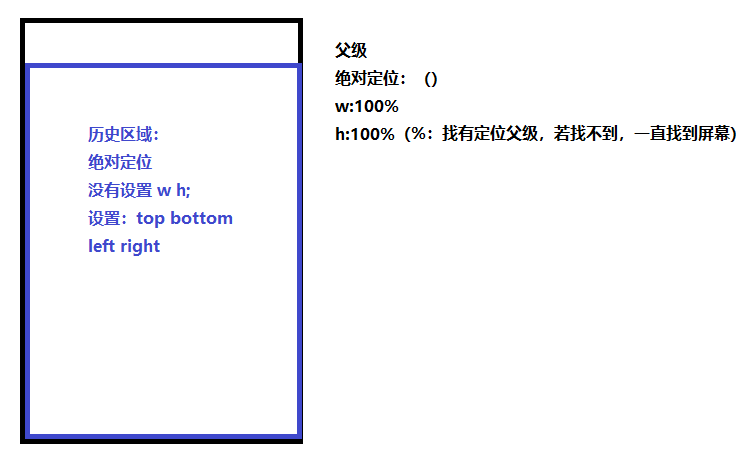 父级
绝对定位：（）
w:100%
h:100%（%：找有定位父级，若找不到，一直找到屏幕）
历史区域：
绝对定位
没有设置 w h;
设置：top bottom
left right